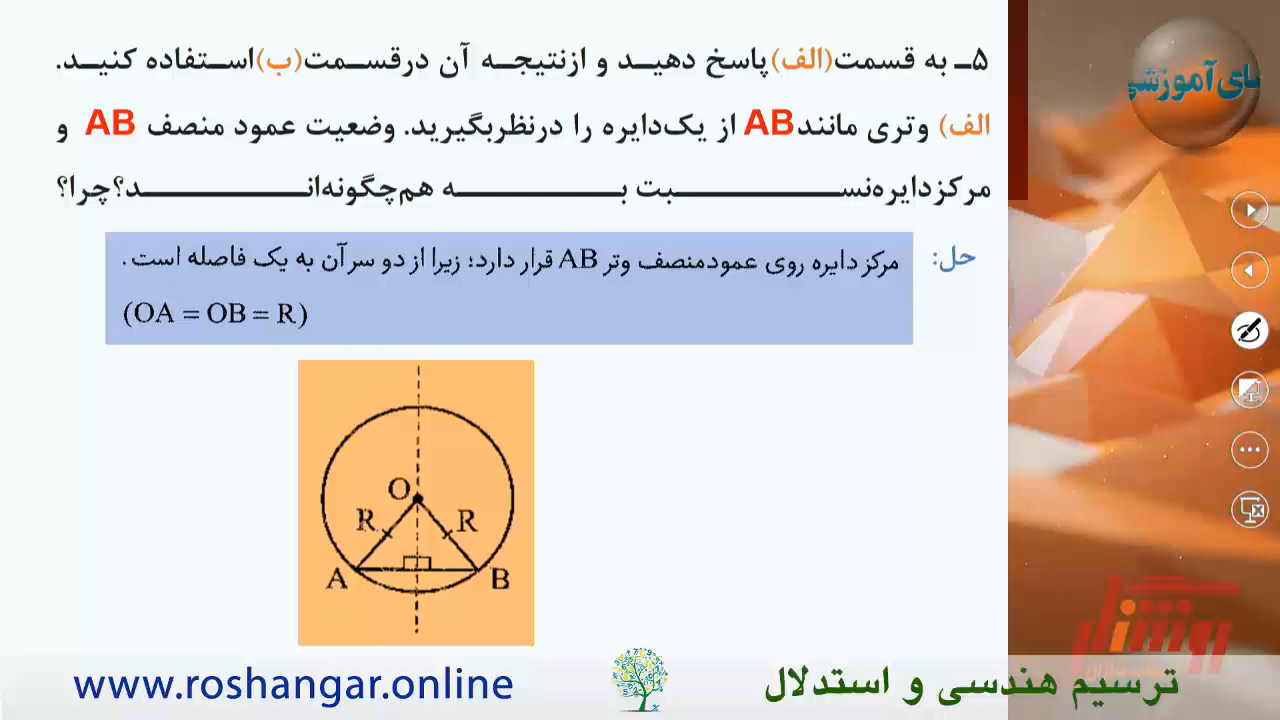 ۵ـ به قسمت(الف)پاسخ دهید و ازنتیجه آن درقسمت(ب)استفاده کنید.
الف) وتری مانندAB از یک‌دایره را درنظربگیرید. وضعیت عمود منصف AB و
مرکزدایره‌نسبت به هم‌چگونه‌اند؟چرا؟
حل:
مرکز دایره روی عمودمنصف وتر AB قرار دارد؛ زیرا از دو سرآن به یک فاصله است.
(OA = OB = R)
O
R R
A B
www.roshangar.online
ترسیم هندسی و استدلال
روشنگر